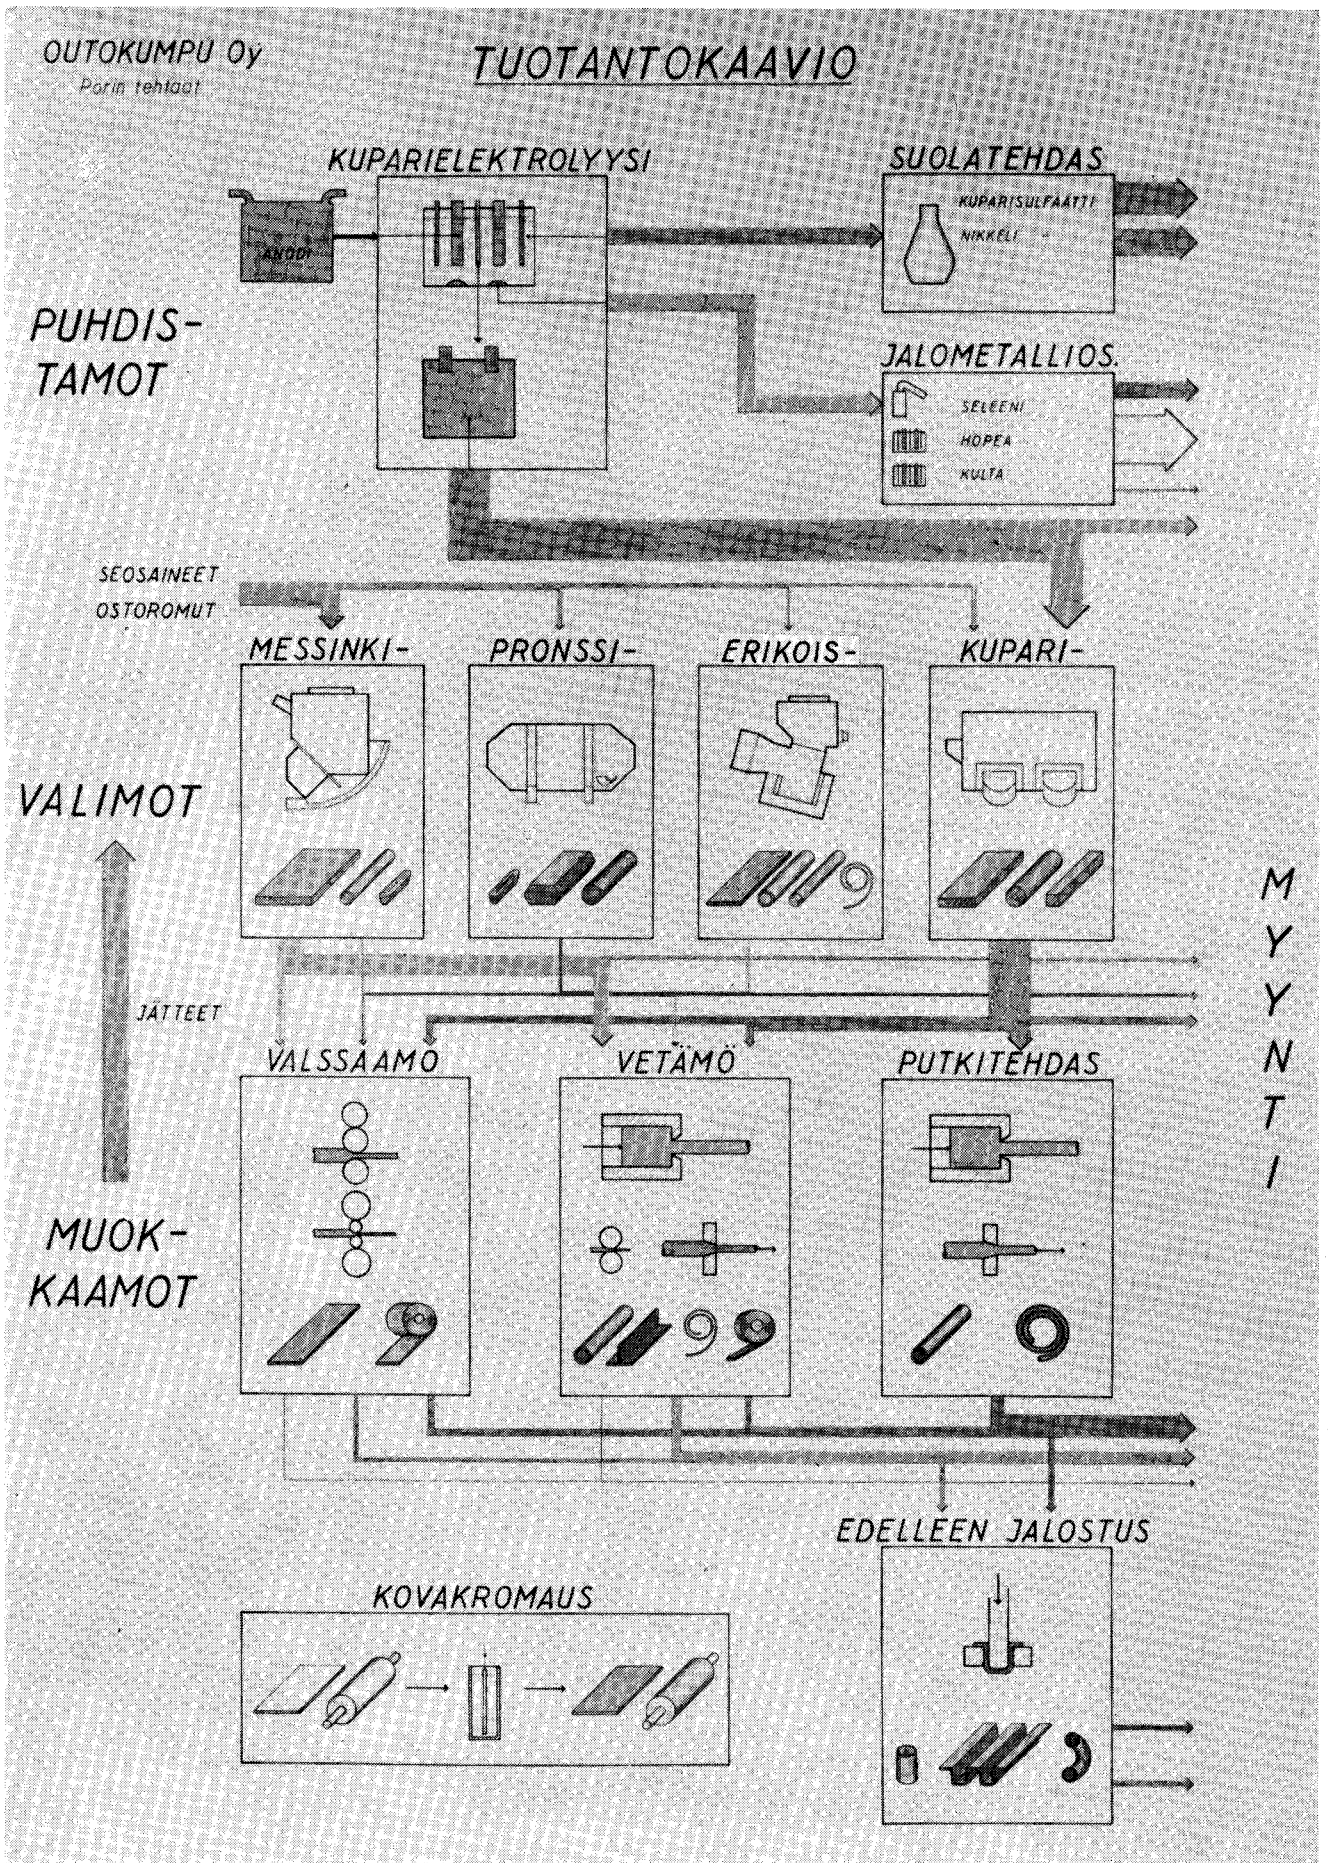 OUTOKUMPU Oy
Porin tehtaat
TUOTANTOKAAVIO
KUPARIELEKTROLYYSI
SUOLATEHDAS
ANODI
KUPARISULFAATTI
NIKKELI
PUHDIS-
TAMOT
JALOMETALLIOS.
SELEENI
HOPEA
KULTA
SEOSAINEET
OSTOROMUT
MESSINKI-
PRONSSI-
ERIKOIS-
KUPARI-
VALIMOT
JÄTTEET
MYYNTI
VALSSAAMO
VETÄMÖ
PUTKITEHDAS
MUOK-
KAAMOT
EDELLEEN JALOSTUS
KOVAKROMAUS